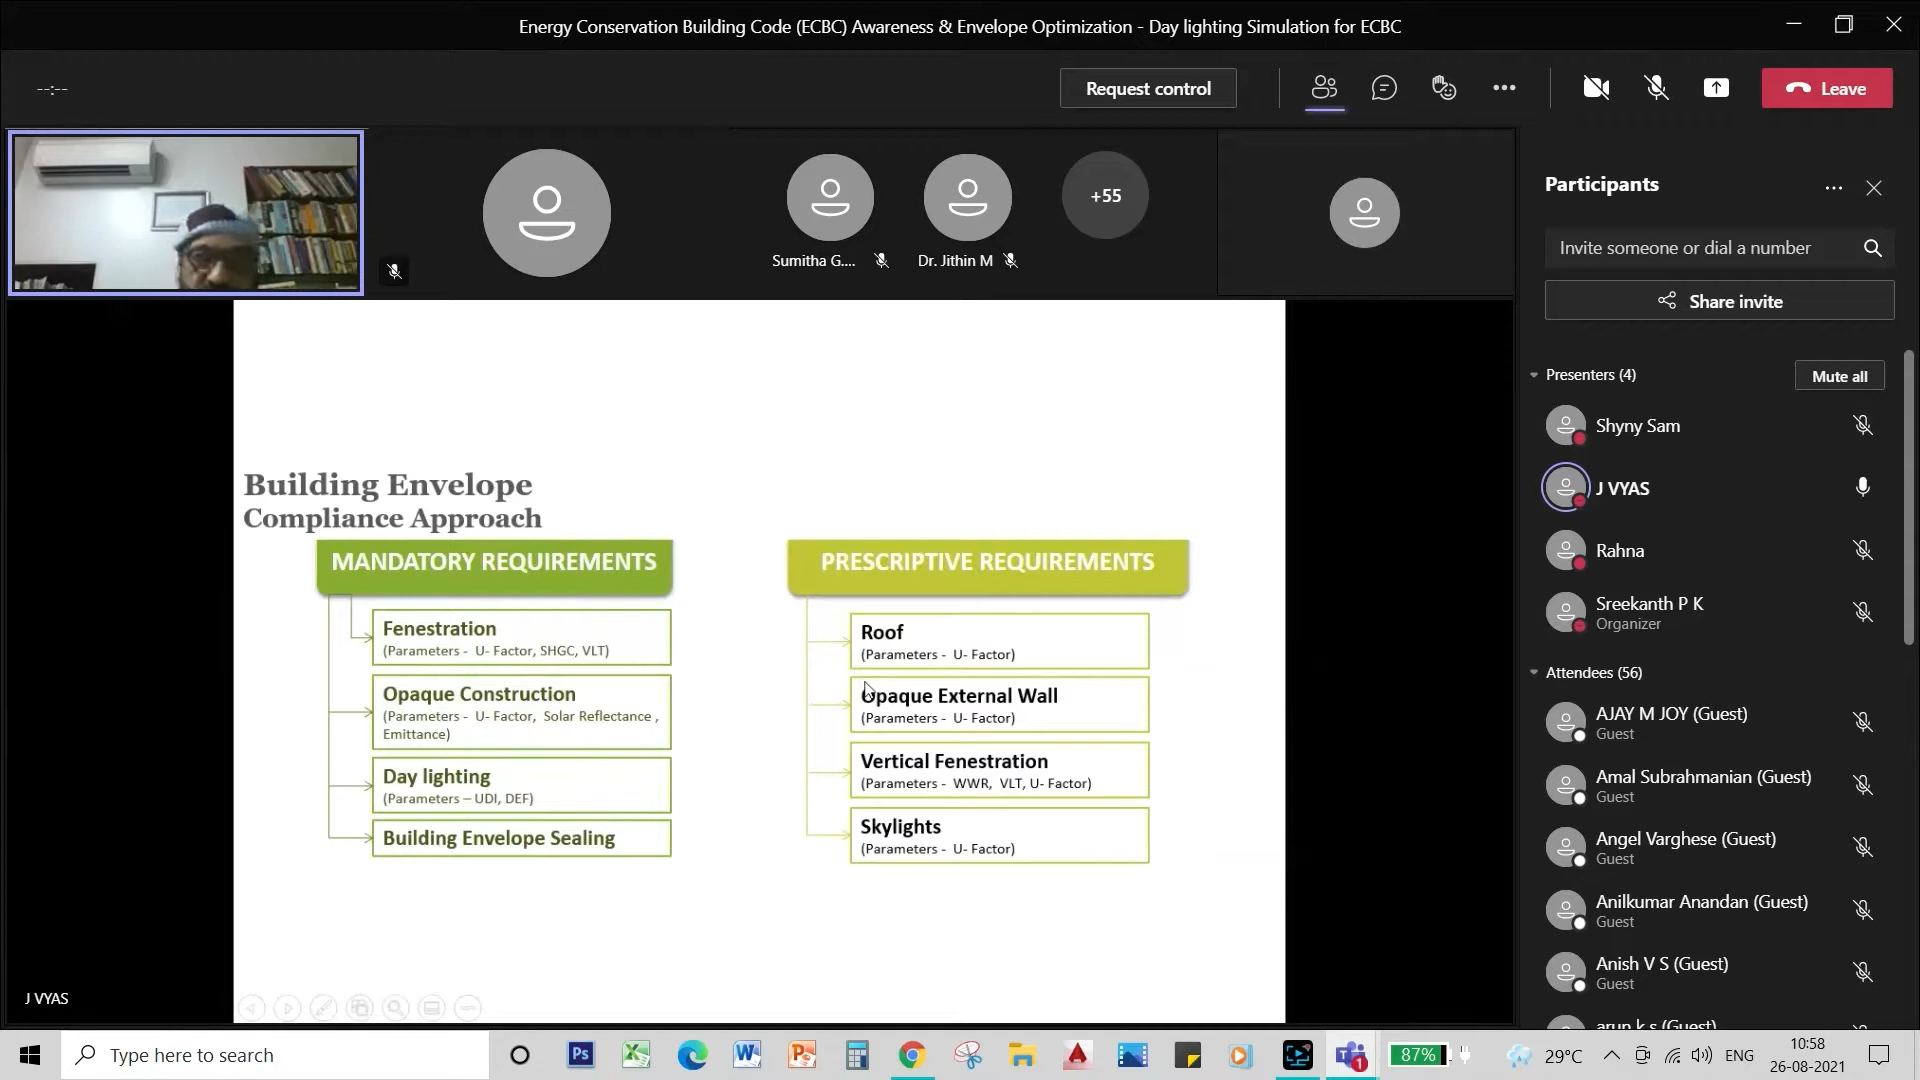 Energy Conservation Building Code (ECBC) Awareness & Envelope Optimization - Day lighting Simulation for ECBC
--:--
Request control
Leave
Sumitha G....
Dr. Jithin M
+55
Participants
Invite someone or dial a number
Share invite
Presenters (4)
Mute all
Shyny Sam
J VYAS
Rahna
Sreekanth P K
Organizer
Attendees (56)
AJAY M JOY (Guest)
Guest
Amal Subrahmanian (Guest)
Guest
Angel Varghese (Guest)
Guest
Anilkumar Anandan (Guest)
Guest
Anish V S (Guest)
Guest
arun k s (Guest)
Building Envelope
Compliance Approach
MANDATORY REQUIREMENTS
Fenestration
(Parameters - U- Factor, SHGC, VLT)
Opaque Construction
(Parameters - U- Factor, Solar Reflectance ,
Emittance)
Day lighting
(Parameters – UDI, DEF)
Building Envelope Sealing
PRESCRIPTIVE REQUIREMENTS
Roof
(Parameters - U- Factor)
Opaque External Wall
(Parameters - U- Factor)
Vertical Fenestration
(Parameters - WWR, VLT, U- Factor)
Skylights
(Parameters - U- Factor)
J VYAS
Type here to search
Ps
87%
1
29°C
ENG
10:58
26-08-2021